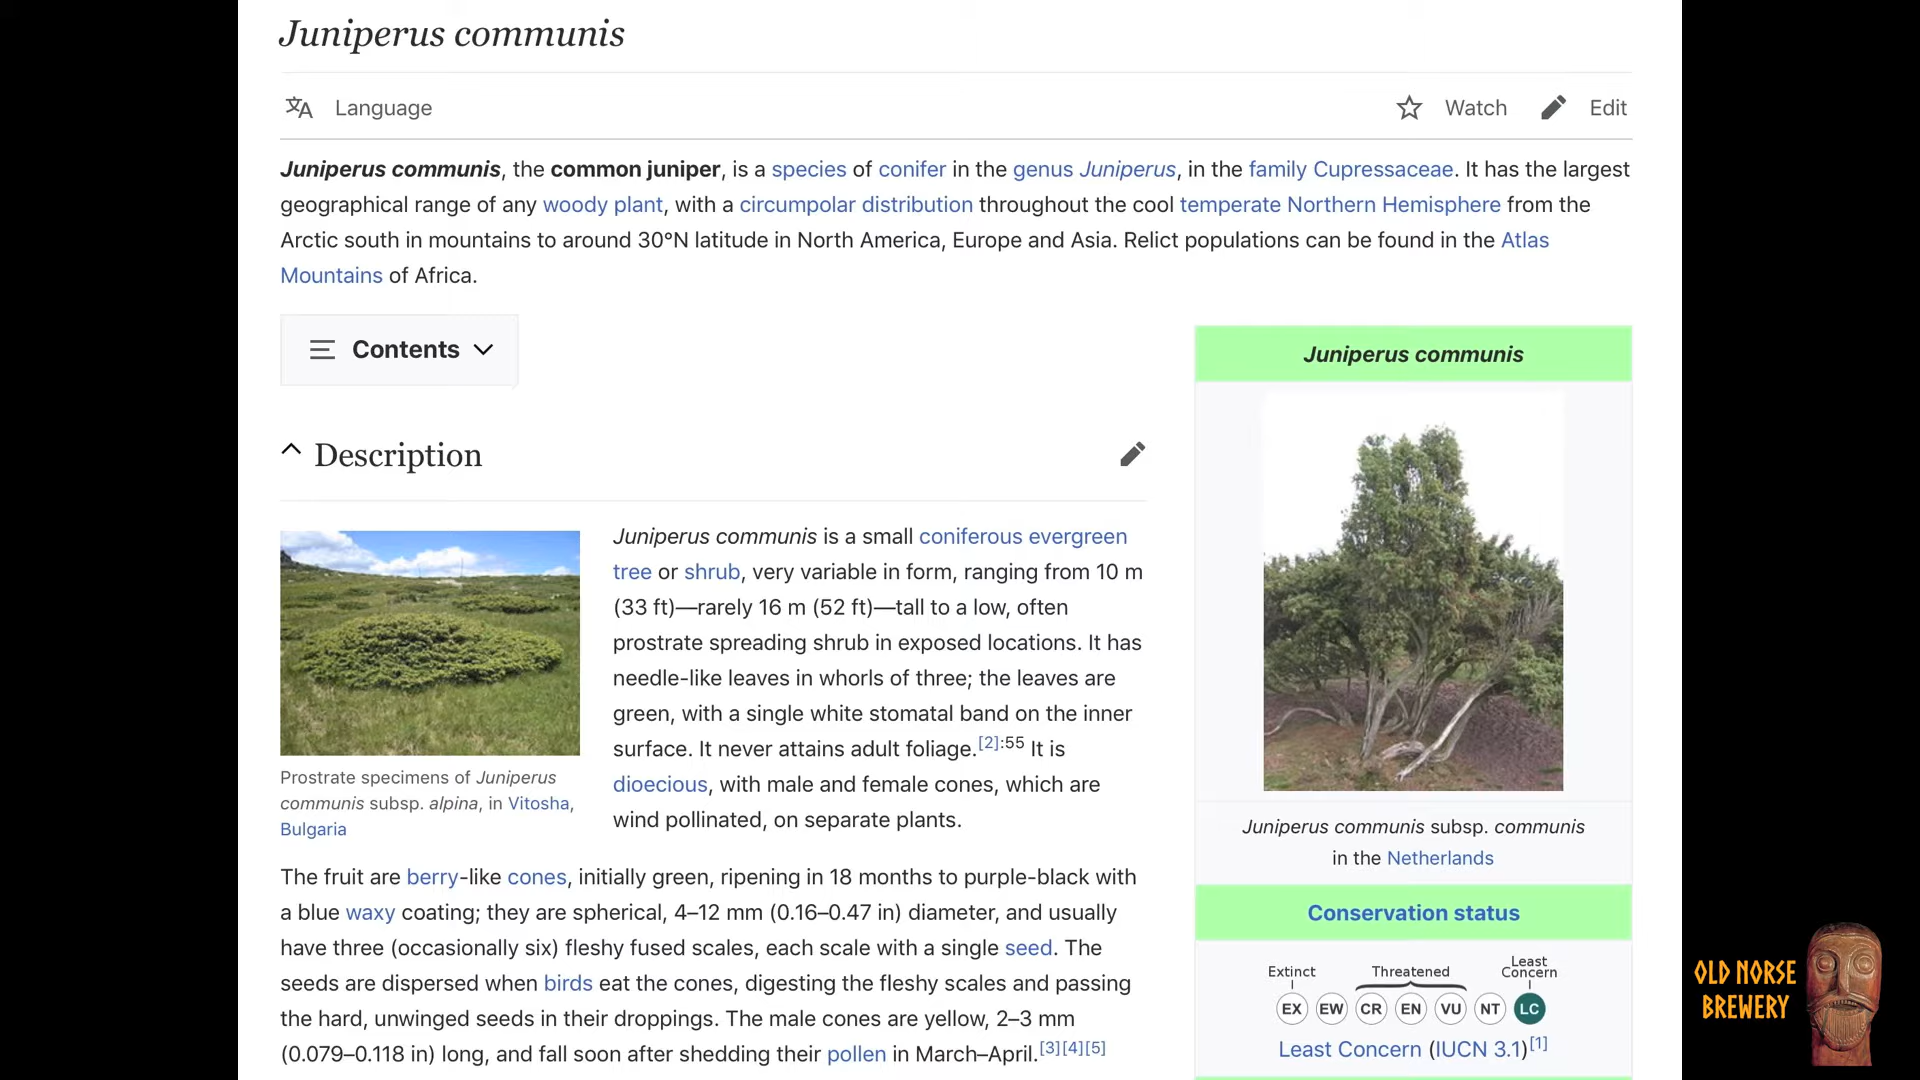 Juniperus communis
Language
Watch
Edit
Juniperus communis, the common juniper, is a species of conifer in the genus Juniperus, in the family Cupressaceae. It has the largest
geographical range of any woody plant, with a circumpolar distribution throughout the cool temperate Northern Hemisphere from the
Arctic south in mountains to around 30°N latitude in North America, Europe and Asia. Relict populations can be found in the Atlas
Mountains of Africa.
Contents
Description
Juniperus communis is a small coniferous evergreen
tree or shrub, very variable in form, ranging from 10 m
(33 ft)—rarely 16 m (52 ft)—tall to a low, often
prostrate spreading shrub in exposed locations. It has
needle-like leaves in whorls of three; the leaves are
green, with a single white stomatal band on the inner
surface. It never attains adult foliage.[2]:55 It is
dioecious, with male and female cones, which are
wind pollinated, on separate plants.
Prostrate specimens of Juniperus
communis subsp. alpina, in Vitosha,
Bulgaria
The fruit are berry-like cones, initially green, ripening in 18 months to purple-black with
a blue waxy coating; they are spherical, 4–12 mm (0.16–0.47 in) diameter, and usually
have three (occasionally six) fleshy fused scales, each scale with a single seed. The
seeds are dispersed when birds eat the cones, digesting the fleshy scales and passing
the hard, unwinged seeds in their droppings. The male cones are yellow, 2–3 mm
(0.079–0.118 in) long, and fall soon after shedding their pollen in March–April.[3][4][5]
Juniperus communis
Juniperus communis subsp. communis
in the Netherlands
Conservation status
Extinct
Threatened
Least
Concern
EX EW CR EN VU NT LC
Least Concern (IUCN 3.1)[1]
OLD NORSE
BREWERY